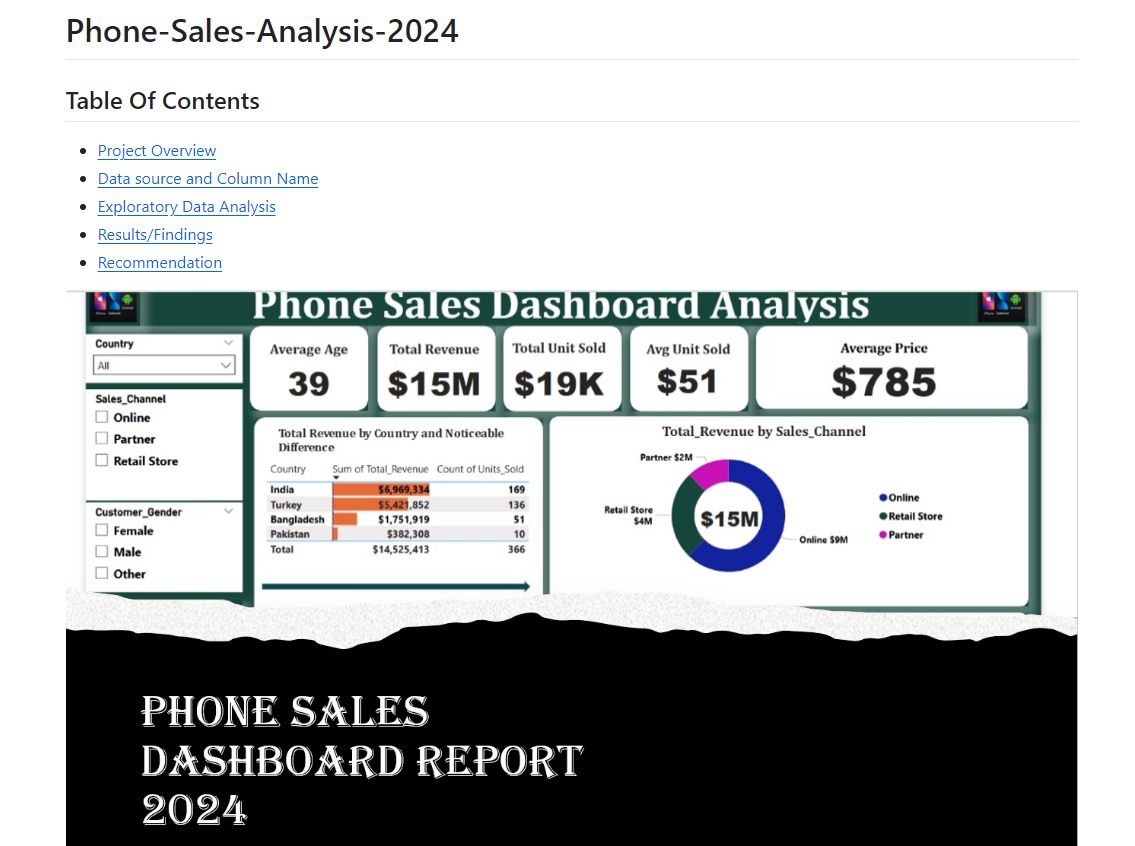 Phone-Sales-Analysis-2024
Table Of Contents
Project Overview
Data source and Column Name
Exploratory Data Analysis
Results/Findings
Recommendation
Phone Sales Dashboard Analysis
Country
All
Sales_Channel
Online
Partner
Retail Store
Customer_Gender
Female
Male
Other
Average Age
39
Total Revenue
$15M
Total Unit Sold
$19K
Avg Unit Sold
$51
Average Price
$785
Total Revenue by Country and Noticeable
Difference
Country Sum of Total_Revenue Count of Units_Sold
India $6,969,334 169
Turkey $5,421,852 136
Bangladesh $1,751,919 51
Pakistan $382,308 10
Total $14,525,413 366
Total_Revenue by Sales_Channel
Partner $2M
Retail Store
$4M
$15M
Online $9M
Online
Retail Store
Partner
PHONE SALES
DASHBOARD REPORT
2024